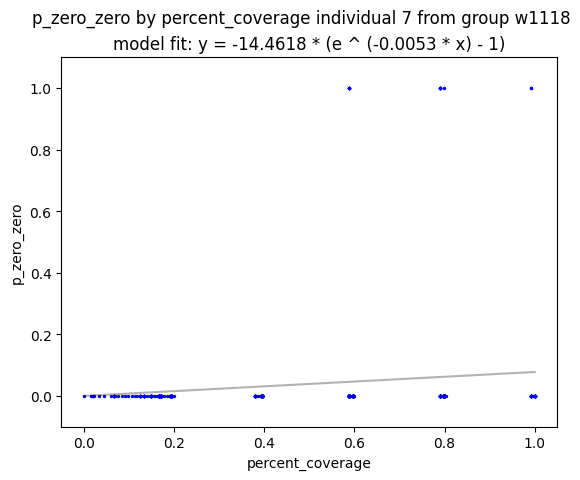 p_zero_zero by percent_coverage individual 7 from group w1118
model fit: y = -14.4618 * (e ^ (-0.0053 * x) - 1)
1.0
0.8
0.6
0.4
0.2
0.0
p_zero_zero
0.0 0.2 0.4 0.6 0.8 1.0
percent_coverage